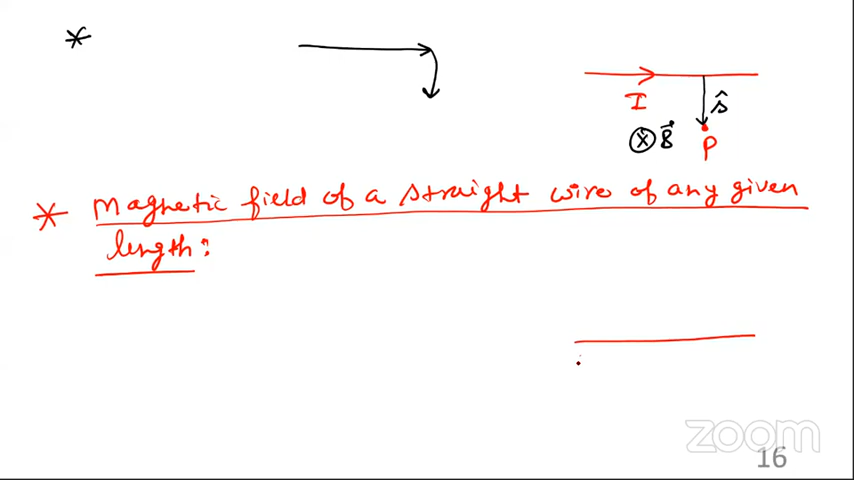 *
I
ŝ
⊗ B⃗
P
* Magnetic field of a straight wire of any given
length:
zoom
16